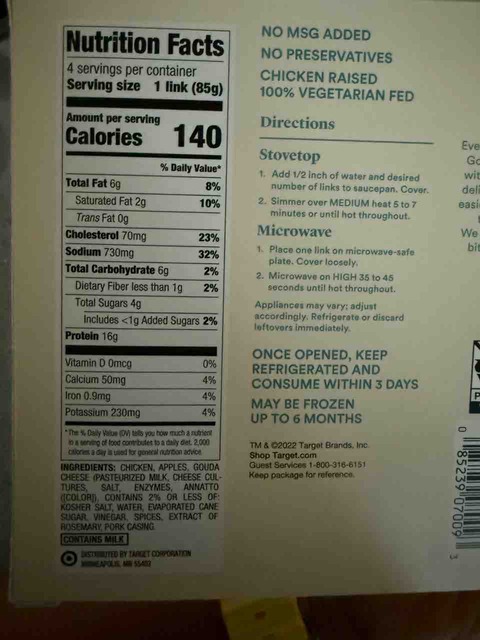 Nutrition Facts
4 servings per container
Serving size 1 link (85g)
Amount per serving
Calories 140
% Daily Value*
Total Fat 6g 8%
Saturated Fat 2g 10%
Trans Fat 0g
Cholesterol 70mg 23%
Sodium 730mg 32%
Total Carbohydrate 6g 2%
Dietary Fiber less than 1g 2%
Total Sugars 4g
Includes <1g Added Sugars 2%
Protein 16g
Vitamin D 0mcg 0%
Calcium 50mg 4%
Iron 0.9mg 4%
Potassium 230mg 4%
*The % Daily Value (DV) tells you how much a nutrient
in a serving of food contributes to a daily diet. 2,000
calories a day is used for general nutrition advice.
INGREDIENTS: CHICKEN, APPLES, GOUDA
CHEESE (PASTEURIZED MILK, CHEESE CUL-
TURES, SALT, ENZYMES, ANNATTO
([COLOR]), CONTAINS 2% OR LESS OF:
KOSHER SALT, WATER, EVAPORATED CANE
SUGAR, VINEGAR, SPICES, EXTRACT OF
ROSEMARY, PORK CASING.
CONTAINS MILK
DISTRIBUTED BY TARGET CORPORATION
MINNEAPOLIS, MN 55403
NO MSG ADDED
NO PRESERVATIVES
CHICKEN RAISED
100% VEGETARIAN FED
Directions
Stovetop
1. Add 1/2 inch of water and desired
number of links to saucepan. Cover.
2. Simmer over MEDIUM heat 5 to 7
minutes or until hot throughout.
Microwave
1. Place one link on microwave-safe
plate. Cover loosely.
2. Microwave on HIGH 35 to 45
seconds until hot throughout.
Appliances may vary; adjust
accordingly. Refrigerate or discard
leftovers immediately.
ONCE OPENED, KEEP
REFRIGERATED AND
CONSUME WITHIN 3 DAYS
MAY BE FROZEN
UP TO 6 MONTHS
TM & ©2022 Target Brands, Inc.
Shop Target.com
Guest Services 1-800-316-6151
Keep package for reference.
Eve
Go
wit
deli
easi
We
bit
0 85239 07009